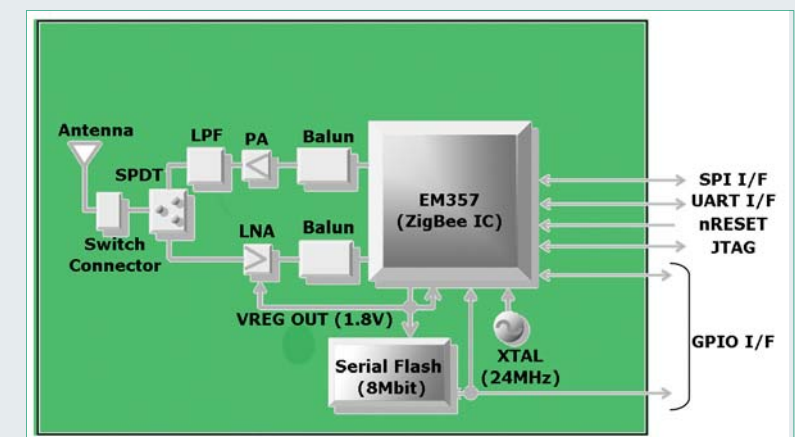 Antenna
LPF
PA
Balun
SPDT
EM357
(ZigBee IC)
SPI I/F
UART I/F
nRESET
JTAG
Switch
Connector
LNA
Balun
VREG OUT (1.8V)
XTAL
(24MHz)
GPIO I/F
Serial Flash
(8Mbit)